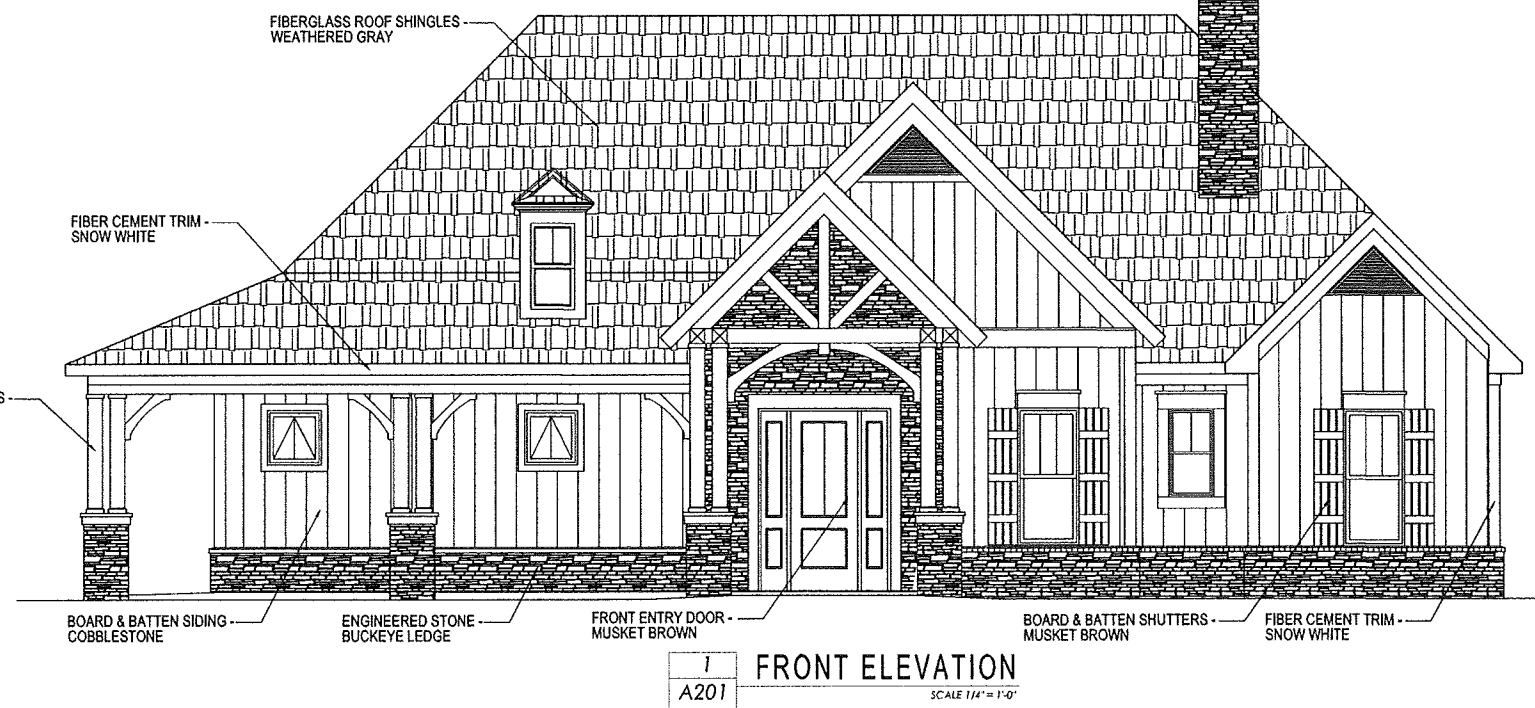 FIBERGLASS ROOF SHINGLES -
WEATHERED GRAY
FIBER CEMENT TRIM -
SNOW WHITE
S
BOARD & BATTEN SIDING -
COBBLESTONE
ENGINEERED STONE -
BUCKEYE LEDGE
FRONT ENTRY DOOR -
MUSKET BROWN
BOARD & BATTEN SHUTTERS -
MUSKET BROWN
FIBER CEMENT TRIM -
SNOW WHITE
1
A201
FRONT ELEVATION
SCALE 1/4" = 1'-0"